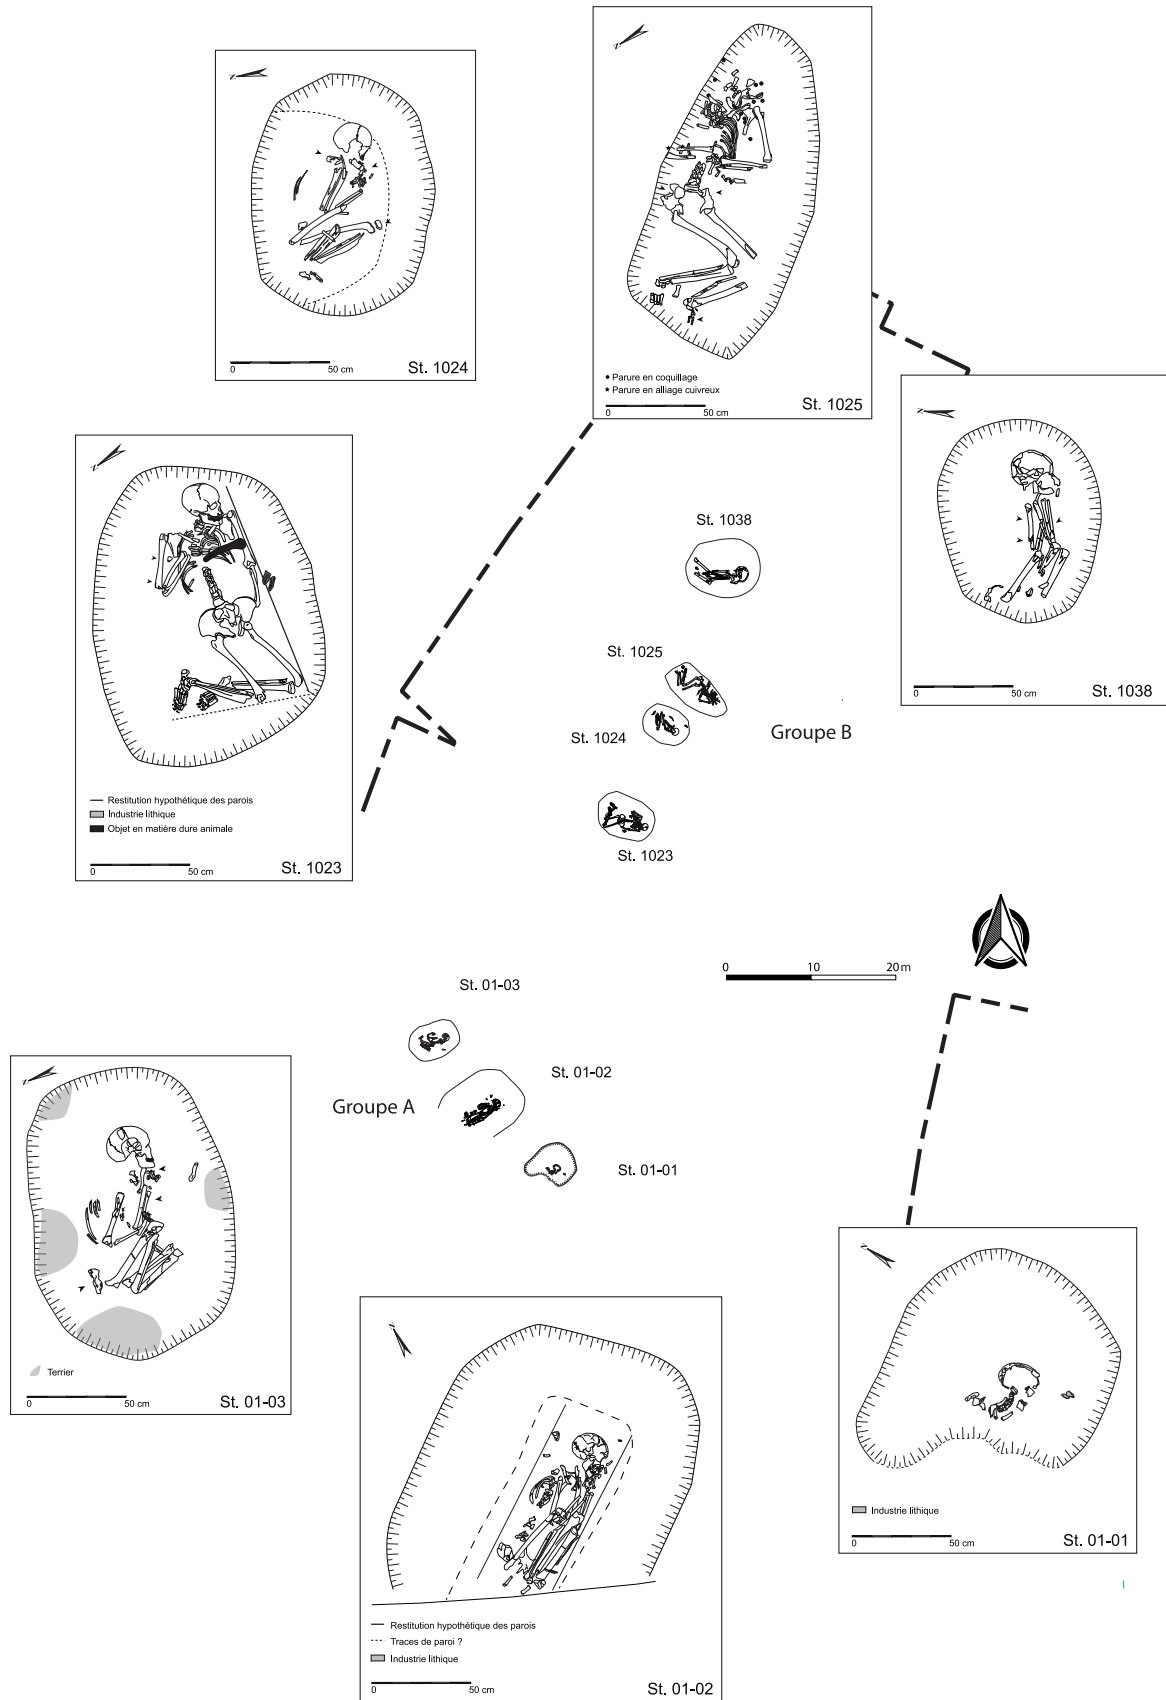 N
0 50 cm
St. 1024
N
Parure en coquillage
Parure en alliage cuivreux
0 50 cm
St. 1025
N
0 50 cm
St. 1038
N
Restitution hypothétique des parois
Industrie lithique
Objet en matière dure animale
0 50 cm
St. 1023
St. 1038
St. 1025
St. 1024
Groupe B
St. 1023
0 10 20 m
St. 01-03
St. 01-02
Groupe A
St. 01-01
N
Terrier
0 50 cm
St. 01-03
N
Restitution hypothétique des parois
Traces de paroi ?
Industrie lithique
0 50 cm
St. 01-02
N
Industrie lithique
0 50 cm
St. 01-01